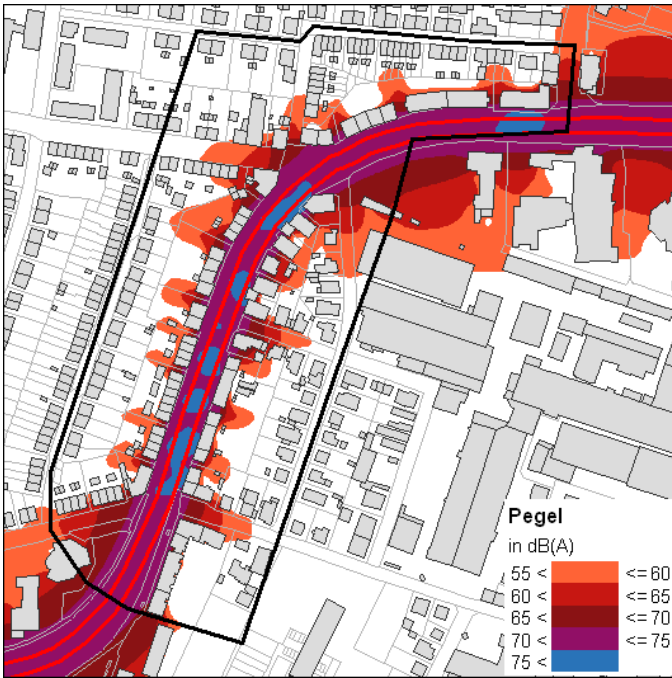 Pegel
in dB(A)
55 < <= 60
60 < <= 65
65 < <= 70
70 < <= 75
75 <